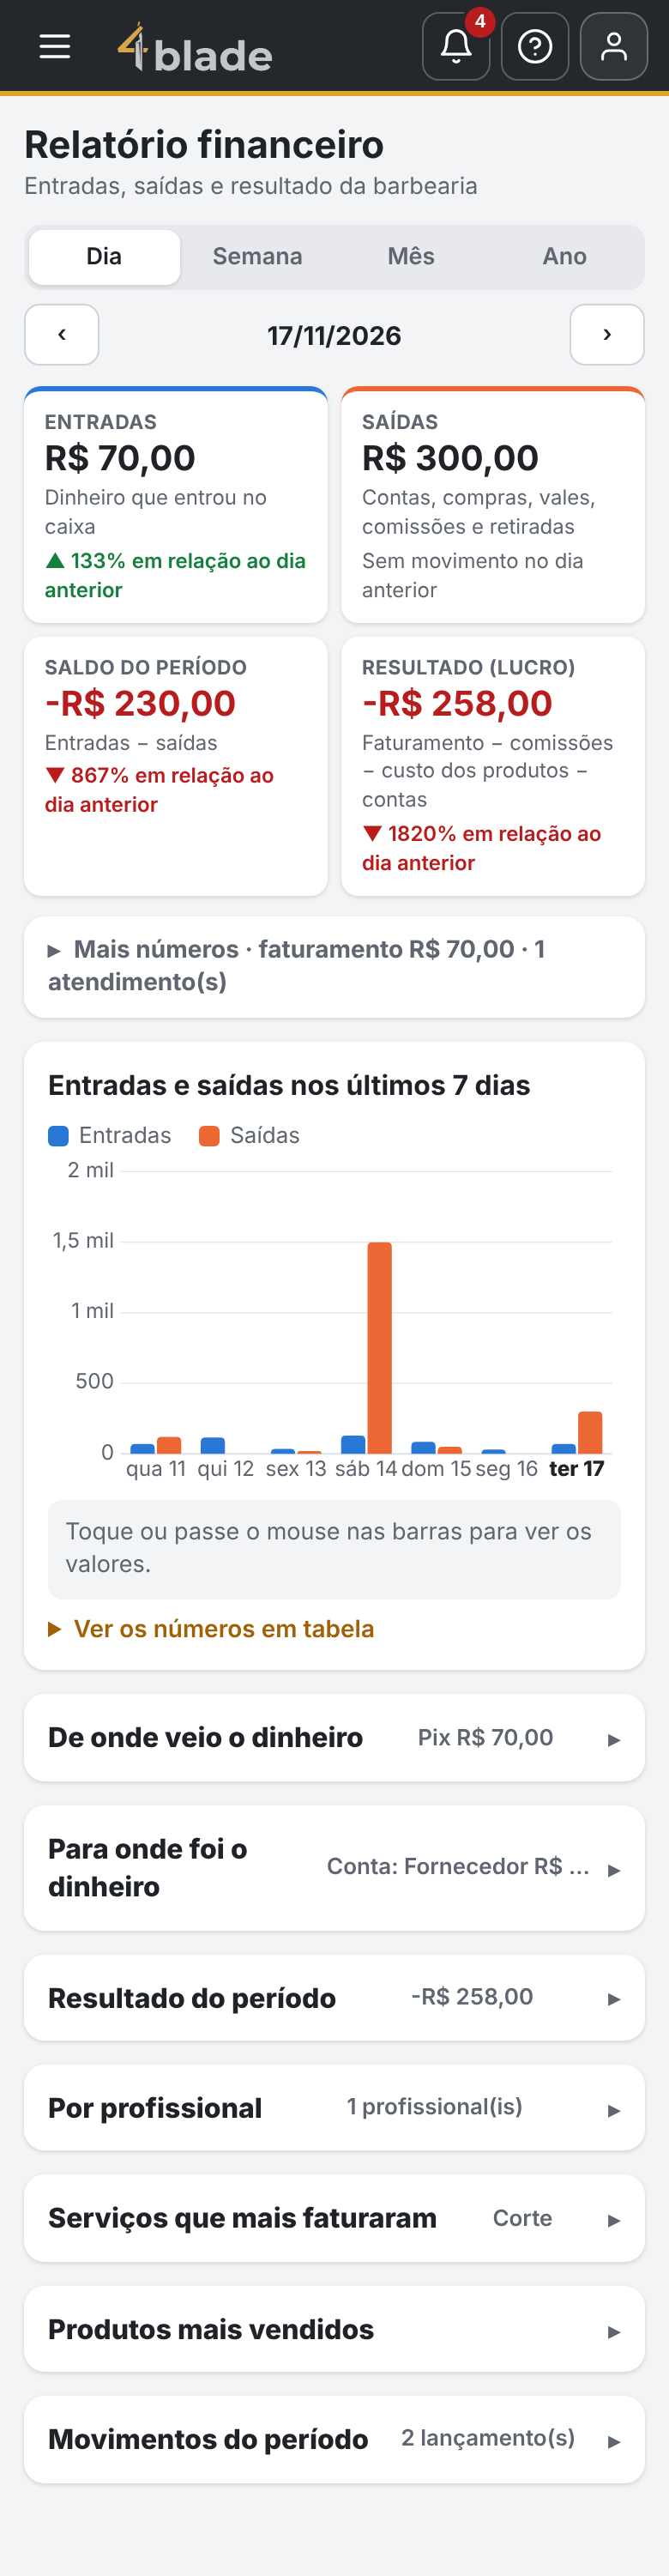 4blade
4
Relatório financeiro
Entradas, saídas e resultado da barbearia
Dia
Semana
Mês
Ano
‹
17/11/2026
›
ENTRADAS
R$ 70,00
Dinheiro que entrou no
caixa
▲ 133% em relação ao dia
anterior
SAÍDAS
R$ 300,00
Contas, compras, vales,
comissões e retiradas
Sem movimento no dia
anterior
SALDO DO PERÍODO
-R$ 230,00
Entradas − saídas
▼ 867% em relação ao
dia anterior
RESULTADO (LUCRO)
-R$ 258,00
Faturamento − comissões
− custo dos produtos −
contas
▼ 1820% em relação ao
dia anterior
▸ Mais números · faturamento R$ 70,00 · 1
atendimento(s)
Entradas e saídas nos últimos 7 dias
Entradas
Saídas
2 mil
1,5 mil
1 mil
500
0
qua 11
qui 12
sex 13
sáb 14
dom 15
seg 16
ter 17
Toque ou passe o mouse nas barras para ver os
valores.
▸ Ver os números em tabela
De onde veio o dinheiro
Pix R$ 70,00
▸
Para onde foi o
dinheiro
Conta: Fornecedor R$ ...
▸
Resultado do período
-R$ 258,00
▸
Por profissional
1 profissional(is)
▸
Serviços que mais faturaram
Corte
▸
Produtos mais vendidos
▸
Movimentos do período
2 lançamento(s)
▸